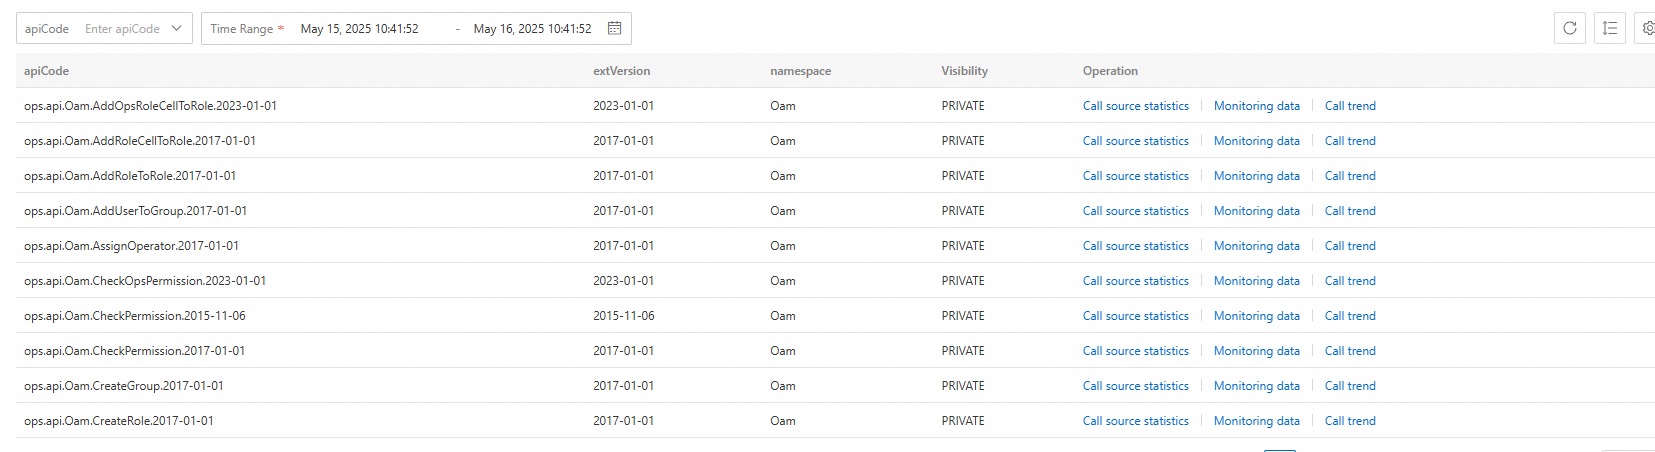 apiCode Enter apiCode Time Range * May 15, 2025 10:41:52 - May 16, 2025 10:41:52
apiCode extVersion namespace Visibility Operation
ops.api.Oam.AddOpsRoleCellToRole.2023-01-01 2023-01-01 Oam PRIVATE Call source statistics Monitoring data Call trend
ops.api.Oam.AddRoleCellToRole.2017-01-01 2017-01-01 Oam PRIVATE Call source statistics Monitoring data Call trend
ops.api.Oam.AddRoleToRole.2017-01-01 2017-01-01 Oam PRIVATE Call source statistics Monitoring data Call trend
ops.api.Oam.AddUserToGroup.2017-01-01 2017-01-01 Oam PRIVATE Call source statistics Monitoring data Call trend
ops.api.Oam.AssignOperator.2017-01-01 2017-01-01 Oam PRIVATE Call source statistics Monitoring data Call trend
ops.api.Oam.CheckOpsPermission.2023-01-01 2023-01-01 Oam PRIVATE Call source statistics Monitoring data Call trend
ops.api.Oam.CheckPermission.2015-11-06 2015-11-06 Oam PRIVATE Call source statistics Monitoring data Call trend
ops.api.Oam.CheckPermission.2017-01-01 2017-01-01 Oam PRIVATE Call source statistics Monitoring data Call trend
ops.api.Oam.CreateGroup.2017-01-01 2017-01-01 Oam PRIVATE Call source statistics Monitoring data Call trend
ops.api.Oam.CreateRole.2017-01-01 2017-01-01 Oam PRIVATE Call source statistics Monitoring data Call trend